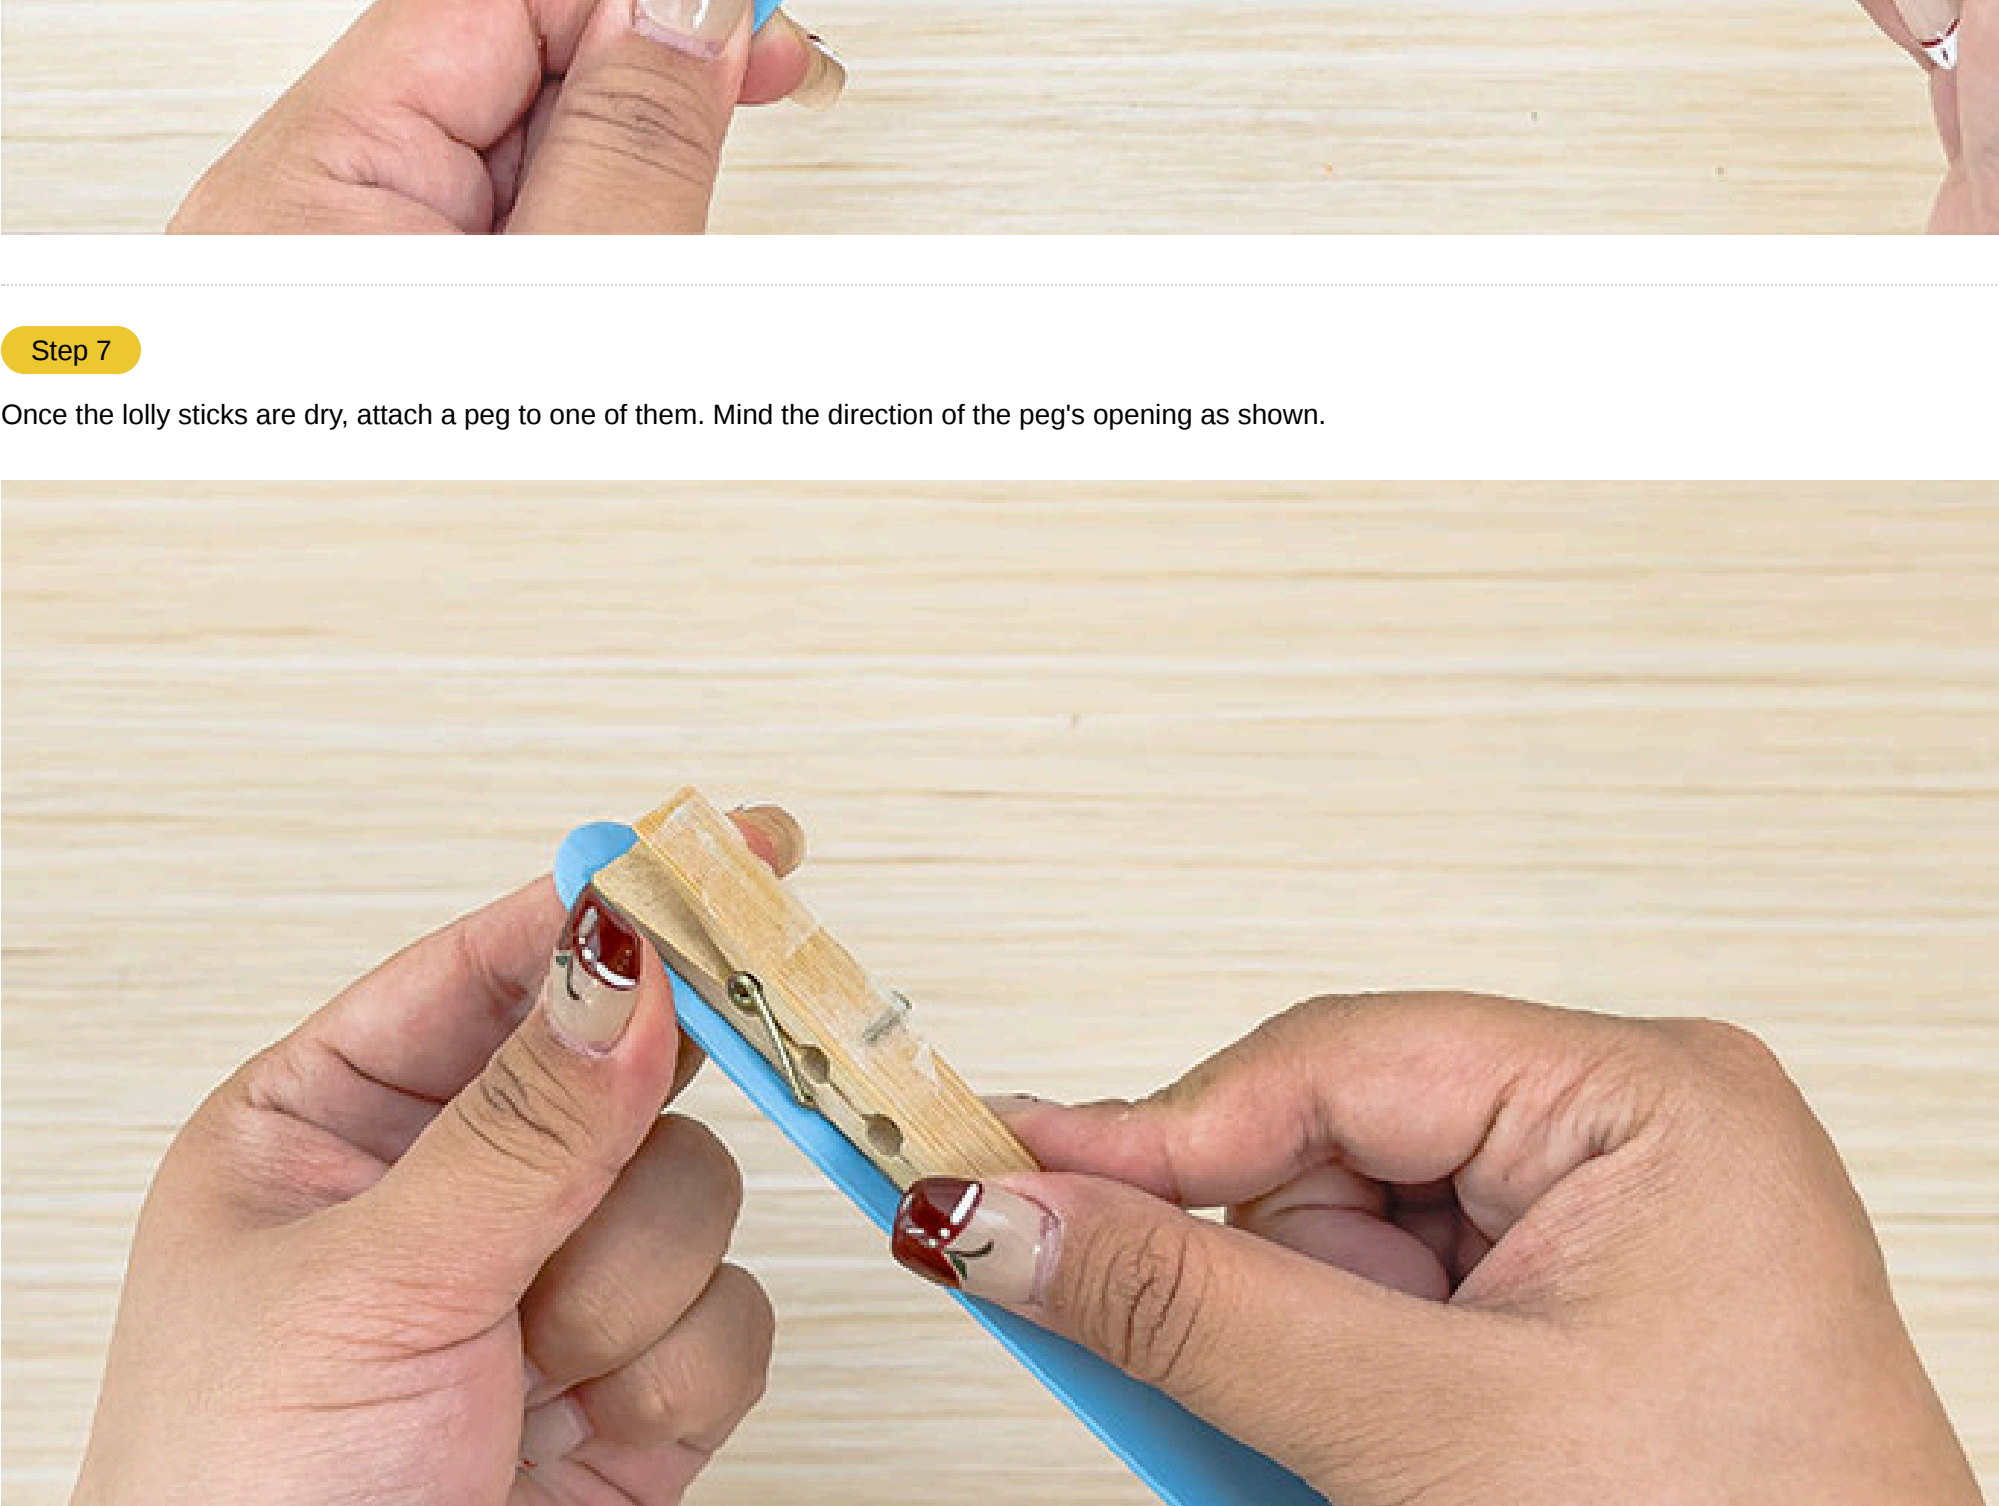 Step 7
Once the lolly sticks are dry, attach a peg to one of them. Mind the direction of the peg's opening as shown.